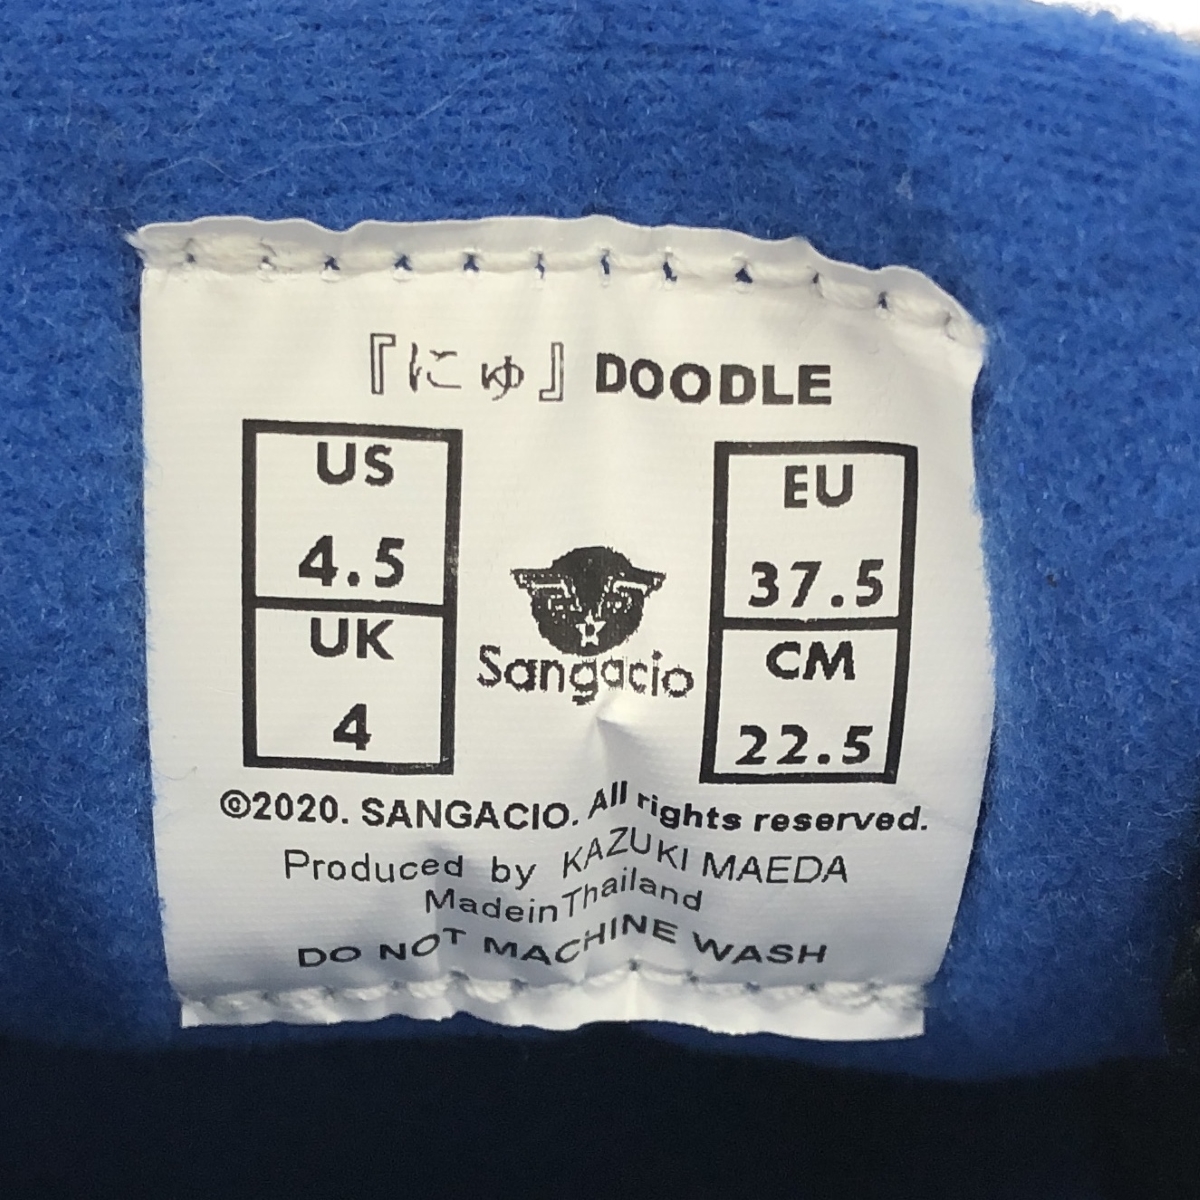 『にゅ』 DOODLE
US
4.5
UK
4
Sangacio
EU
37.5
CM
22.5
©2020. SANGACIO. All rights reserved.
Produced by KAZUKI MAEDA
MadeinThailand
DO NOT MACHINE WASH